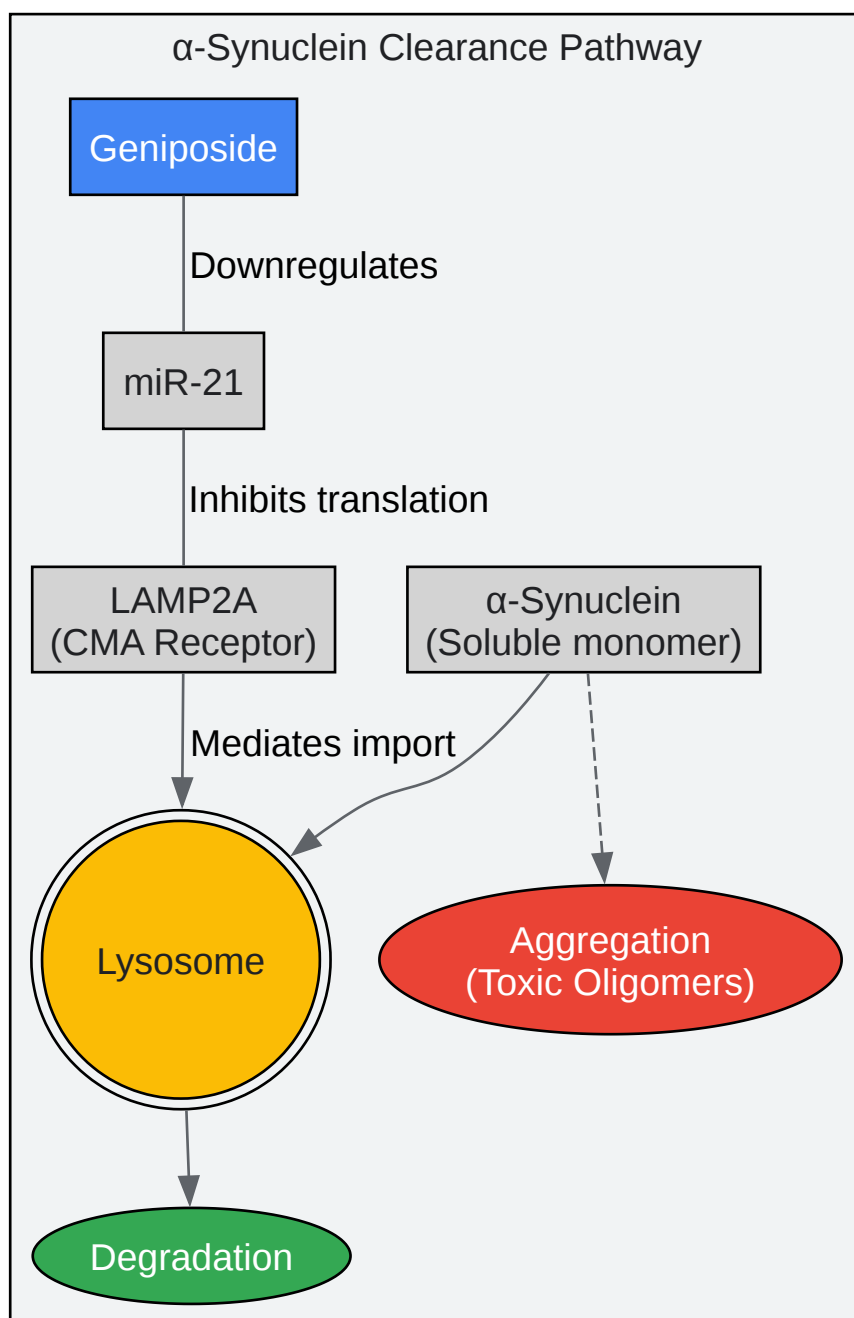 α-Synuclein Clearance Pathway
Geniposide
Downregulates
miR-21
Inhibits translation
LAMP2A
(CMA Receptor)
α-Synuclein
(Soluble monomer)
Mediates import
Lysosome
Aggregation
(Toxic Oligomers)
Degradation